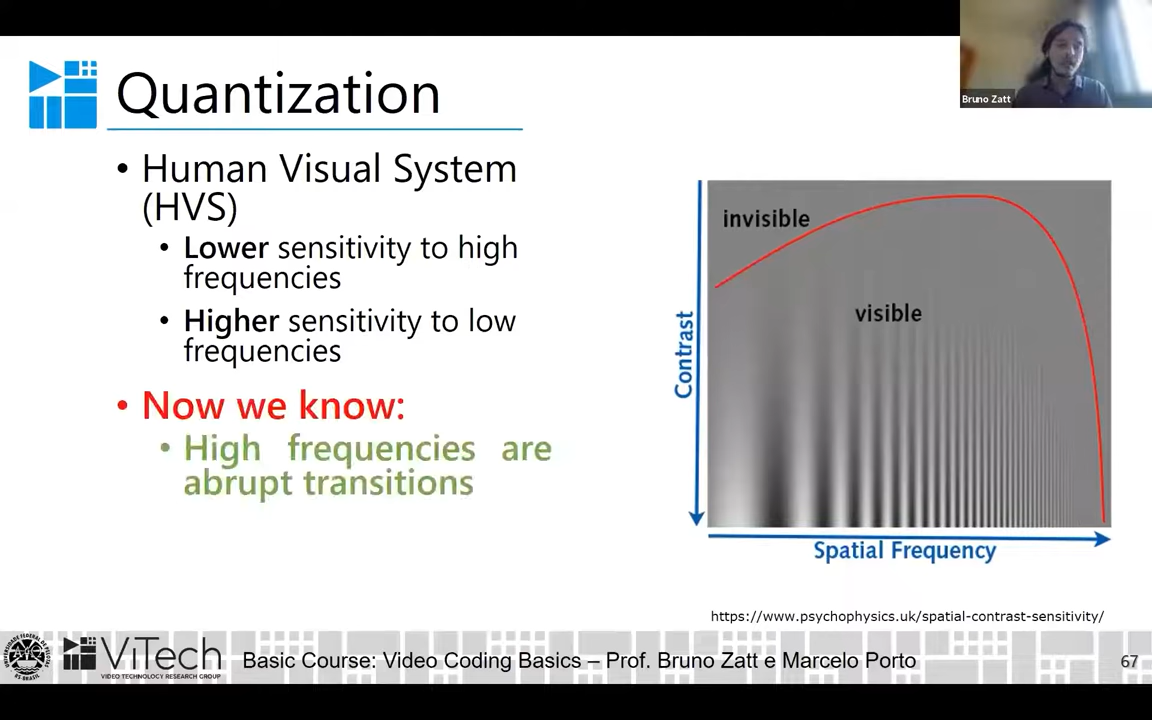 Bruno Zatt
Quantization
• Human Visual System
(HVS)
• Lower sensitivity to high
frequencies
• Higher sensitivity to low
frequencies
• Now we know:
• High frequencies are
abrupt transitions
invisible
visible
Contrast
Spatial Frequency
https://www.psychophysics.uk/spatial-contrast-sensitivity/
ViTech
VIDEO TECHNOLOGY RESEARCH GROUP
Basic Course: Video Coding Basics – Prof. Bruno Zatt e Marcelo Porto
67